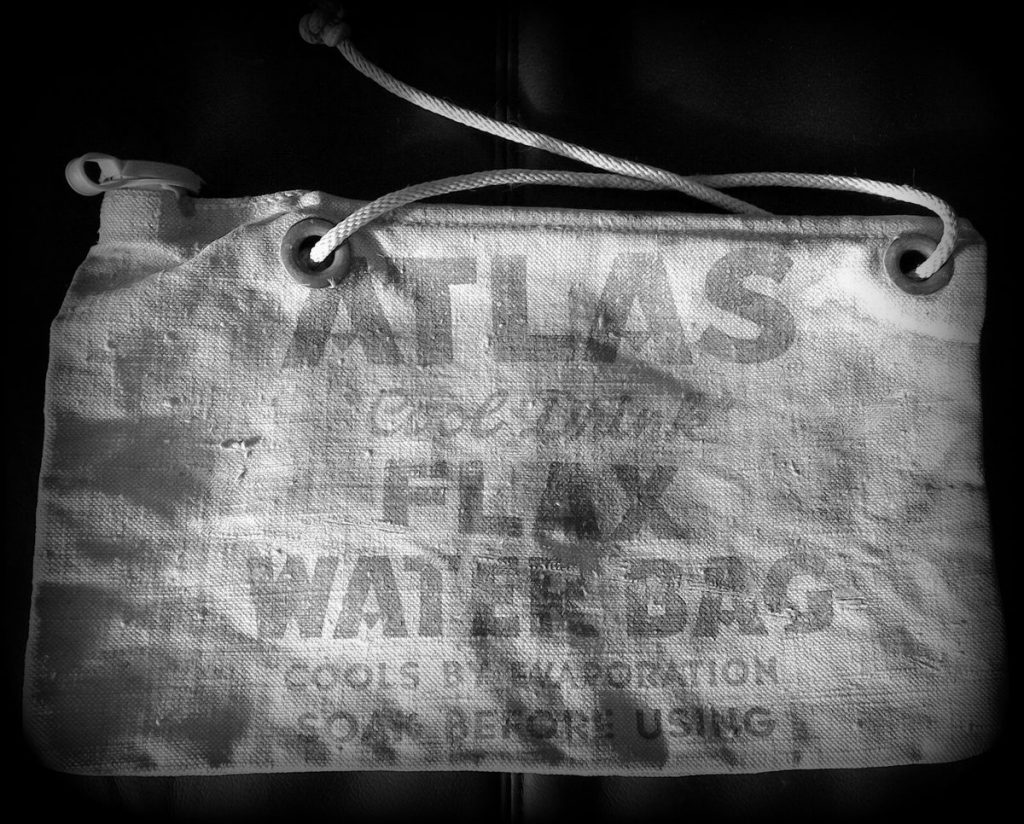 ATLAS®
Cool Drink
FLAX
WATER BAG
COOLS BY EVAPORATION
SOAK BEFORE USING